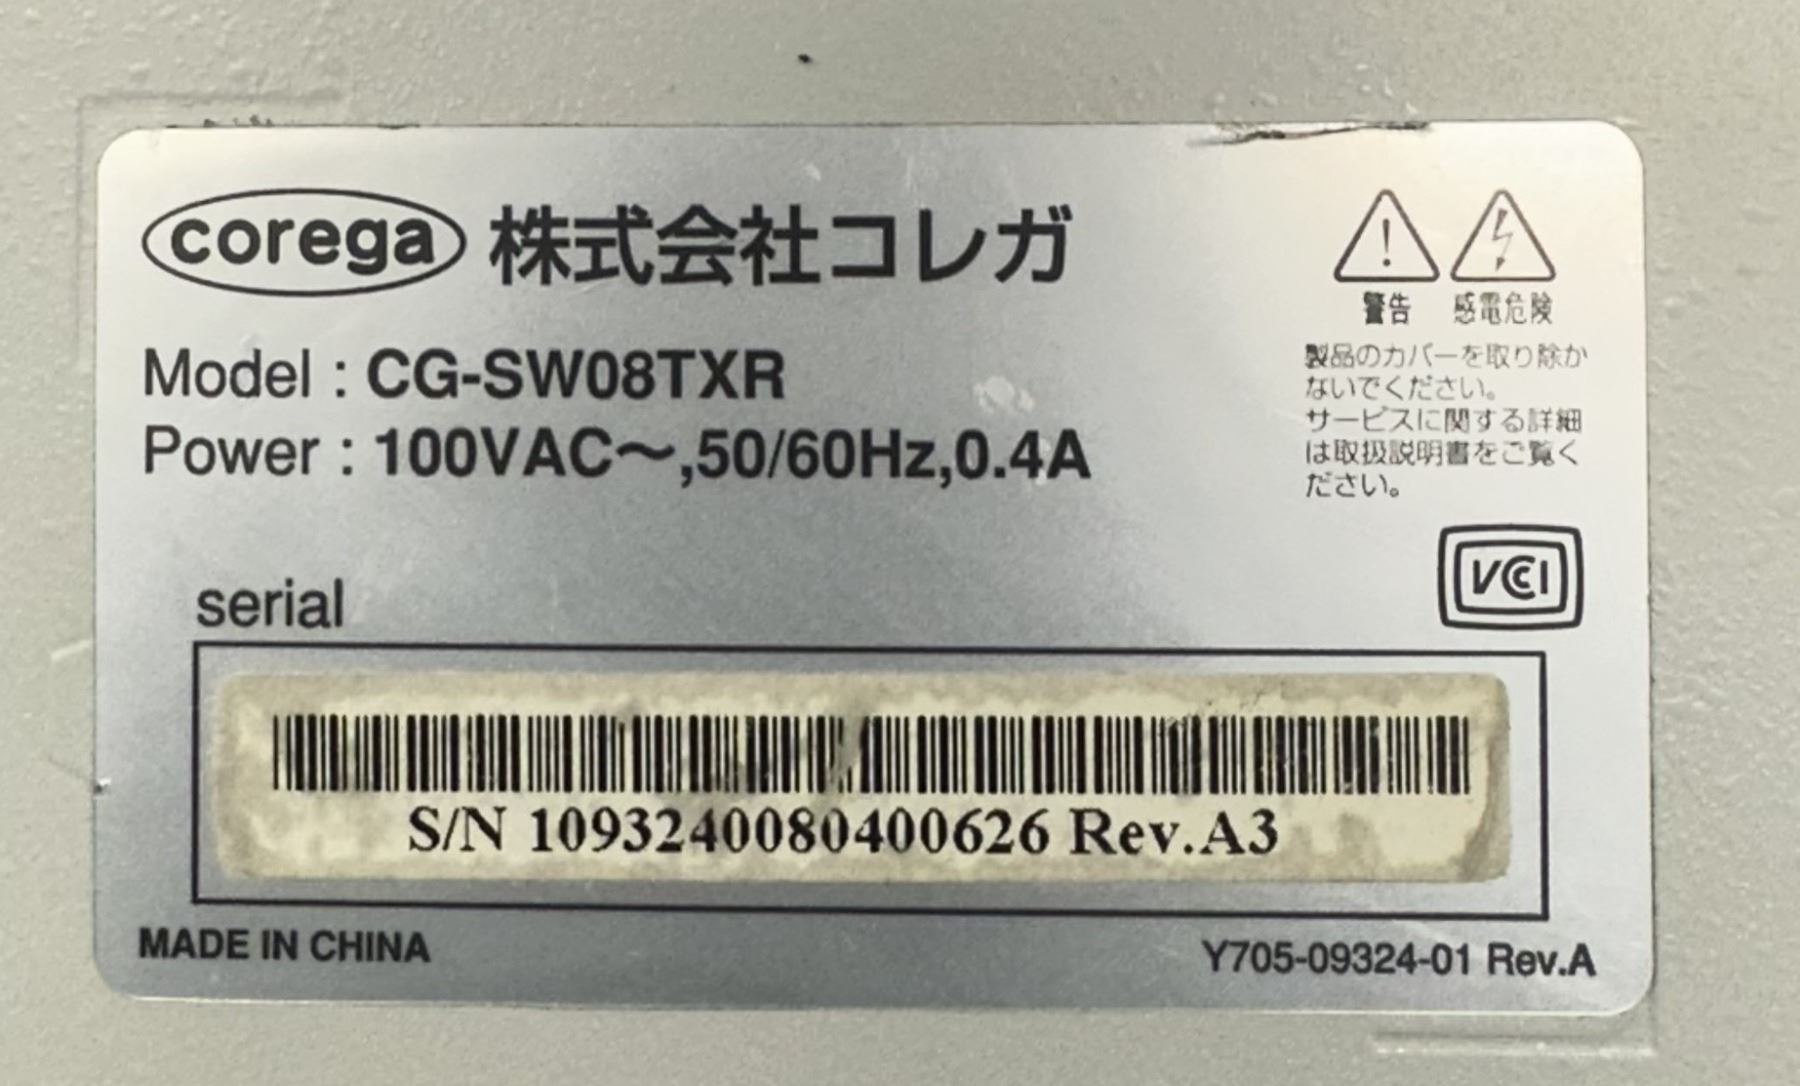 corega 株式会社コレガ
Model : CG-SW08TXR
Power : 100VAC〜,50/60Hz,0.4A
警告 感電危険
製品のカバーを取り除か
ないでください。
サービスに関する詳細
は取扱説明書をご覧く
ださい。
VCCI
serial
S/N 1093240080400626 Rev.A3
MADE IN CHINA
Y705-09324-01 Rev.A